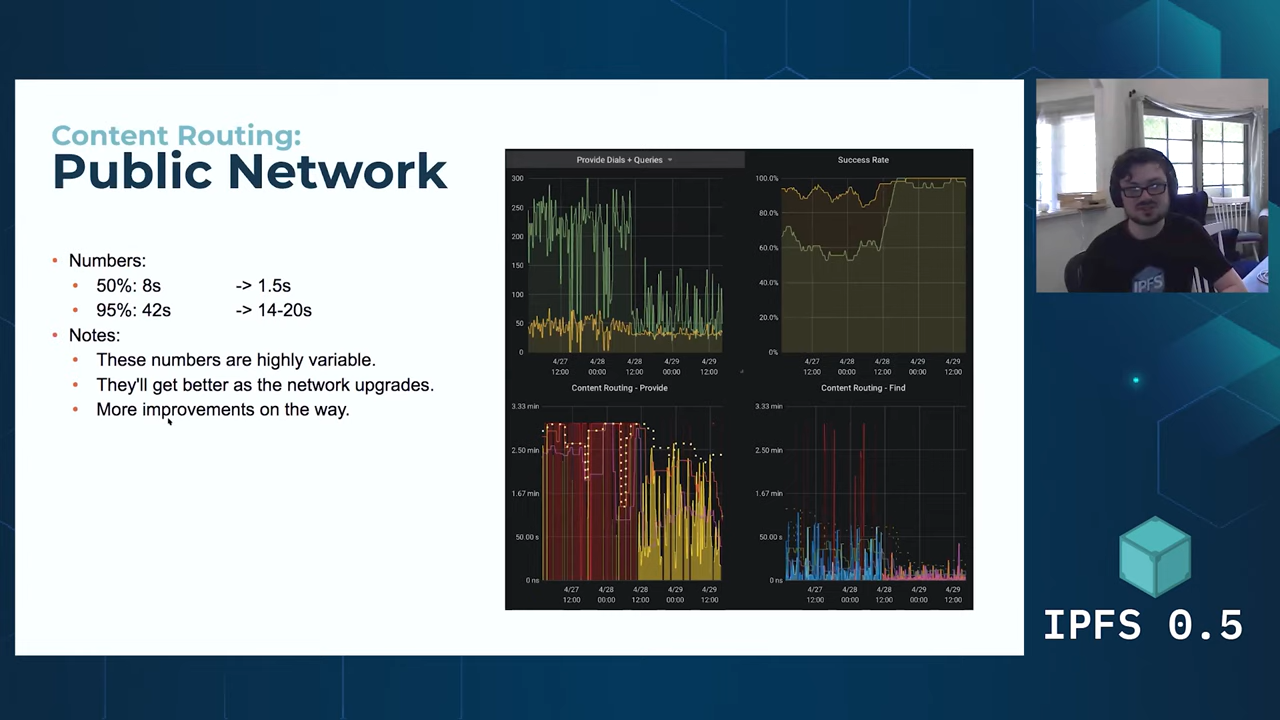 Content Routing:
Public Network
• Numbers:
• 50%: 8s -> 1.5s
• 95%: 42s -> 14-20s
• Notes:
• These numbers are highly variable.
• They'll get better as the network upgrades.
• More improvements on the way.
Provide Dials + Queries
300
250
200
150
100
50
0
4/27 12:00
4/28 00:00
4/28 12:00
4/29 00:00
4/29 12:00
Success Rate
100.0%
80.0%
60.0%
40.0%
20.0%
0%
4/27 12:00
4/28 00:00
4/28 12:00
4/29 00:00
4/29 12:00
Content Routing - Provide
3.33 min
2.50 min
1.67 min
50.00 s
0 ns
4/27 12:00
4/28 00:00
4/28 12:00
4/29 00:00
4/29 12:00
Content Routing - Find
3.33 min
2.50 min
1.67 min
50.00 s
0 ns
4/27 12:00
4/28 00:00
4/28 12:00
4/29 00:00
4/29 12:00
IPFS
IPFS 0.5